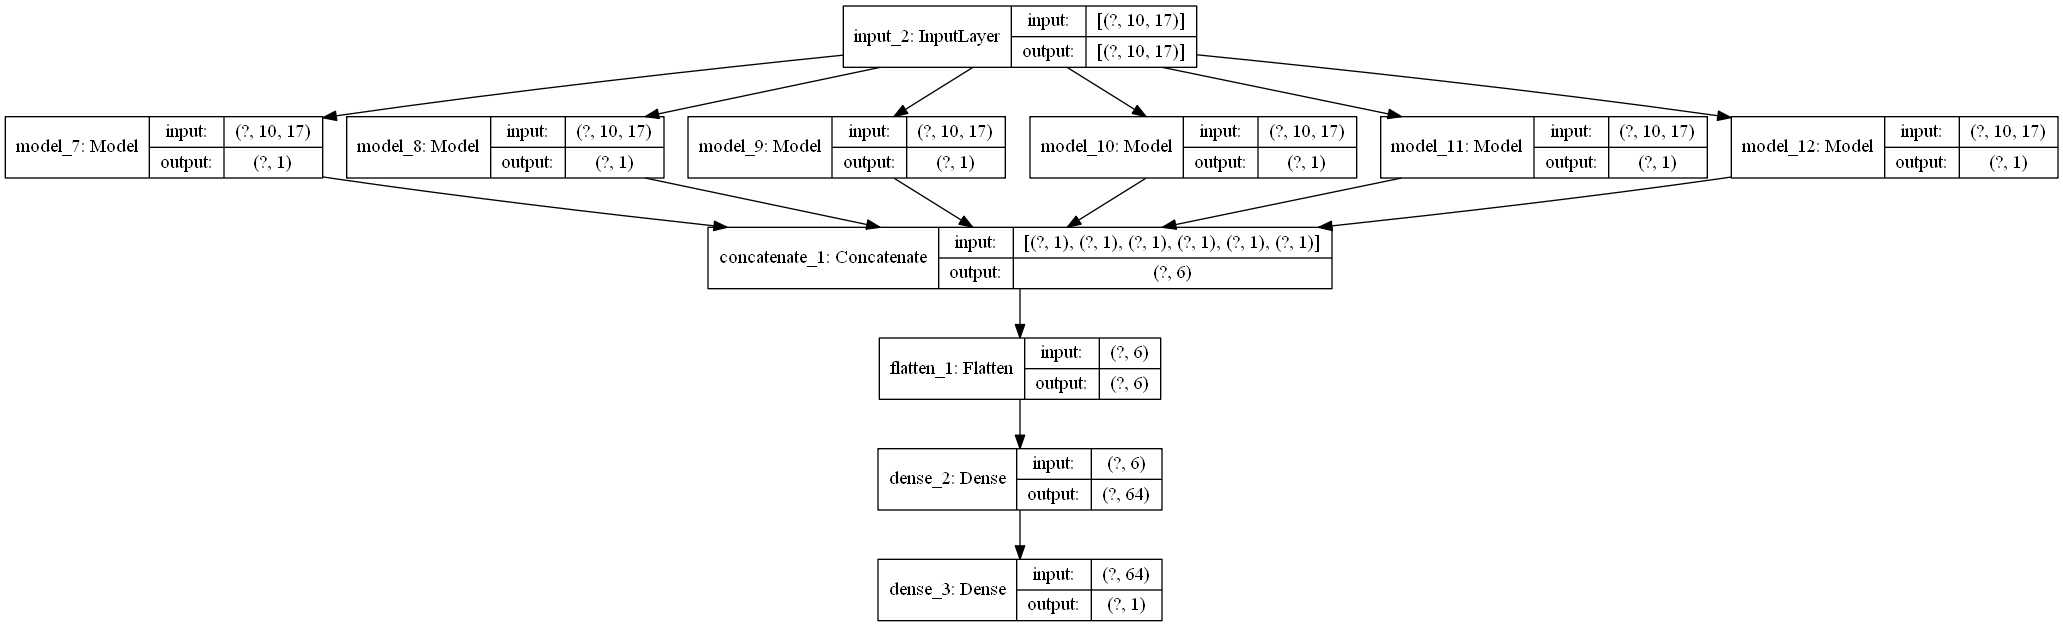 input_2: InputLayer input: [(?, 10, 17)]
output: [(?, 10, 17)]
model_7: Model input: (?, 10, 17)
output: (?, 1)
model_8: Model input: (?, 10, 17)
output: (?, 1)
model_9: Model input: (?, 10, 17)
output: (?, 1)
model_10: Model input: (?, 10, 17)
output: (?, 1)
model_11: Model input: (?, 10, 17)
output: (?, 1)
model_12: Model input: (?, 10, 17)
output: (?, 1)
concatenate_1: Concatenate input: [(?, 1), (?, 1), (?, 1), (?, 1), (?, 1), (?, 1)]
output: (?, 6)
flatten_1: Flatten input: (?, 6)
output: (?, 6)
dense_2: Dense input: (?, 6)
output: (?, 64)
dense_3: Dense input: (?, 64)
output: (?, 1)